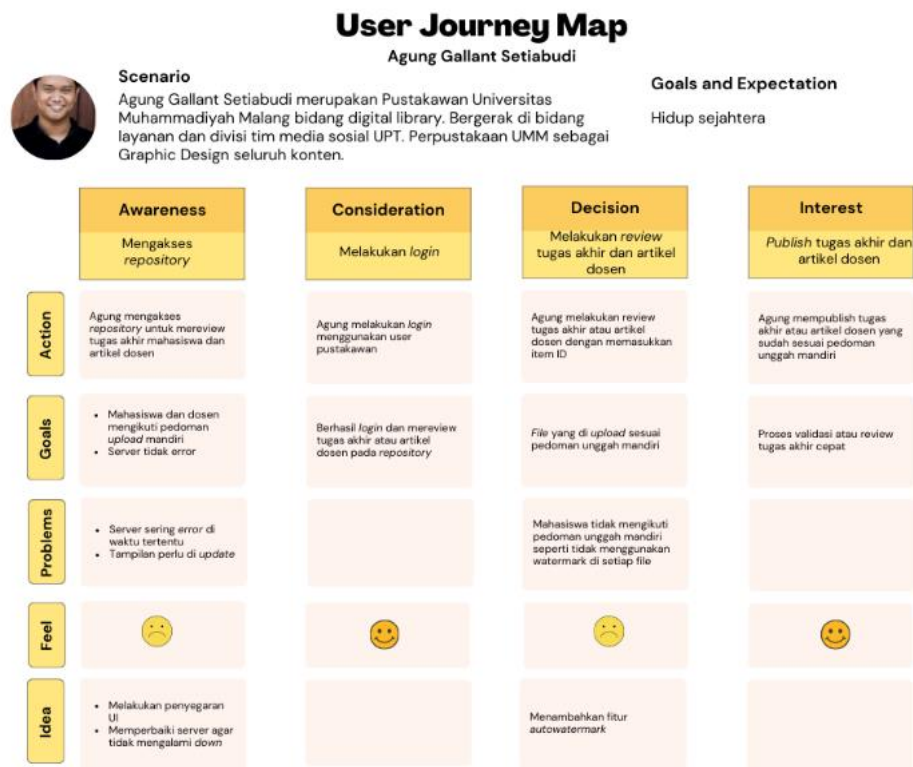 User Journey Map
Agung Gallant Setiabudi
Scenario
Agung Gallant Setiabudi merupakan Pustakawan Universitas
Muhammadiyah Malang bidang digital library. Bergerak di bidang
layanan dan divisi tim media sosial UPT. Perpustakaan UMM sebagai
Graphic Design seluruh konten.
Goals and Expectation
Hidup sejahtera
Awareness
Mengakses
repository
Consideration
Melakukan login
Decision
Melakukan review
tugas akhir dan artikel
dosen
Interest
Publish tugas akhir dan
artikel dosen
Action
Agung mengakses
repository untuk mereview
tugas akhir mahasiswa dan
artikel dosen
Agung melakukan login
menggunakan user
pustakawan
Agung melakukan review
tugas akhir atau artikel
dosen dengan memasukkan
item ID
Agung mempublish tugas
akhir atau artikel dosen yang
sudah sesuai pedoman
unggah mandiri
Goals
• Mahasiswa dan dosen
mengikuti pedoman
upload mandiri
• Server tidak error
Berhasil login dan mereview
tugas akhir atau artikel
dosen pada repository
File yang di upload sesuai
pedoman unggah mandiri
Proses validasi atau review
tugas akhir cepat
Problems
• Server sering error di
waktu tertentu
• Tampilan perlu di update
Mahasiswa tidak mengikuti
pedoman unggah mandiri
seperti tidak menggunakan
watermark di setiap file
Feel
Idea
• Melakukan penyegaran
UI
• Memperbaiki server agar
tidak mengalami down
Menambahkan fitur
autowatermark